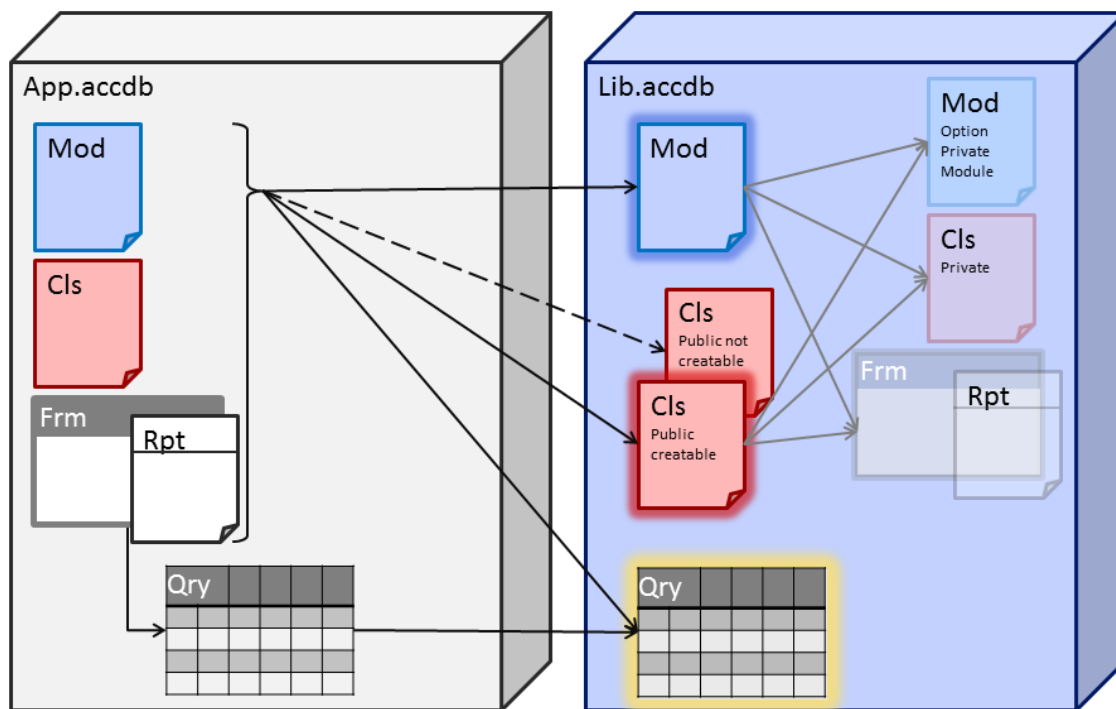 App.accdb
Mod
Cls
Frm
Rpt
Qry
Lib.accdb
Mod
Mod
Option
Private
Module
Cls
Private
Cls
Public not
creatable
Cls
Public
creatable
Frm
Rpt
Qry